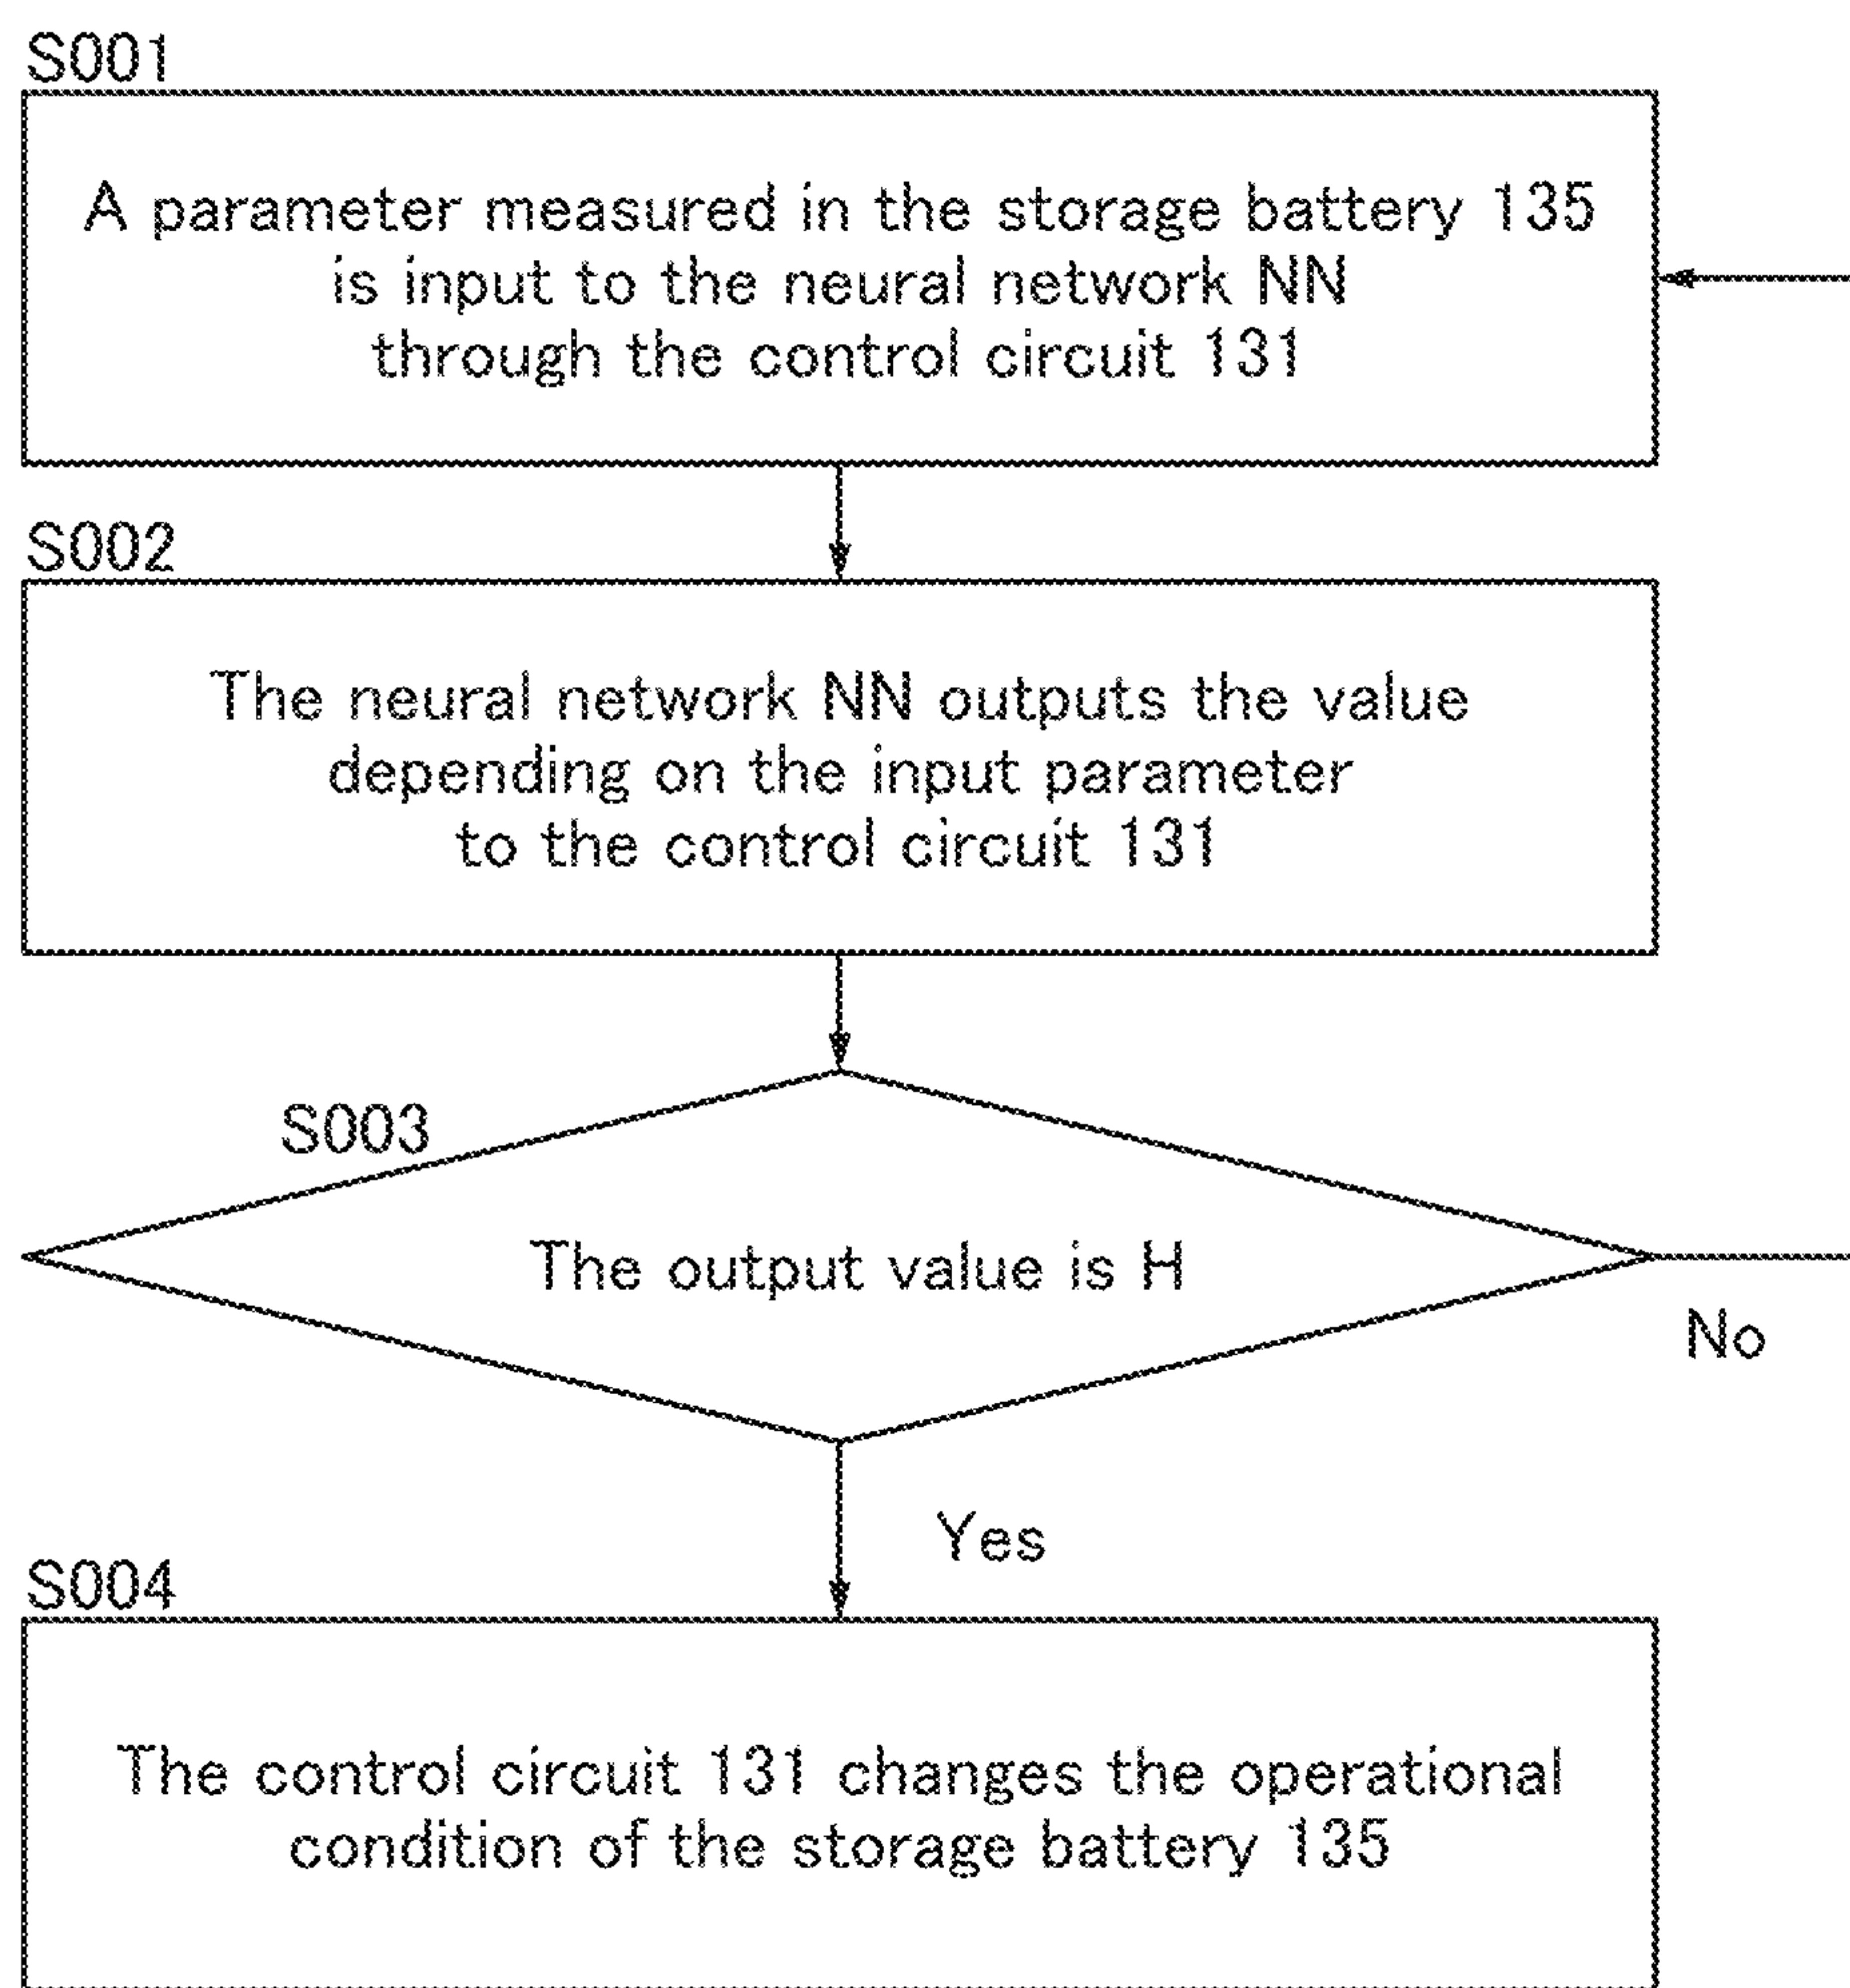 S001
A parameter measured in the storage battery 135
is input to the neural network NN
through the control circuit 131
S002
The neural network NN outputs the value
depending on the input parameter
to the control circuit 131
S003
The output value is H
No
Yes
S004
The control circuit 131 changes the operational
condition of the storage battery 135